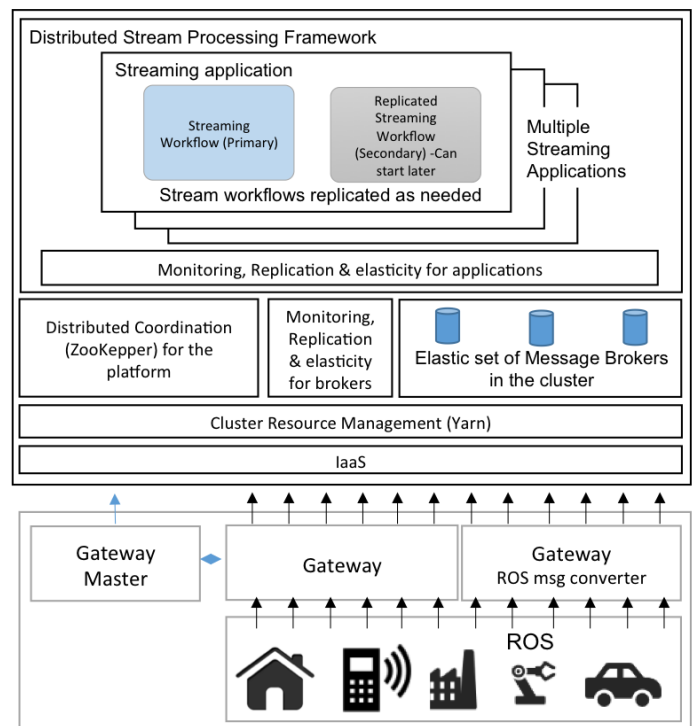 Distributed Stream Processing Framework
Streaming application
Streaming
Workflow (Primary)
Replicated
Streaming
Workflow
(Secondary) -Can
start later
Stream workflows replicated as needed
Multiple
Streaming
Applications
Monitoring, Replication & elasticity for applications
Distributed Coordination
(ZooKepper) for the
platform
Monitoring,
Replication
& elasticity
for brokers
Elastic set of Message Brokers
in the cluster
Cluster Resource Management (Yarn)
IaaS
Gateway
Master
Gateway
Gateway
ROS msg converter
ROS